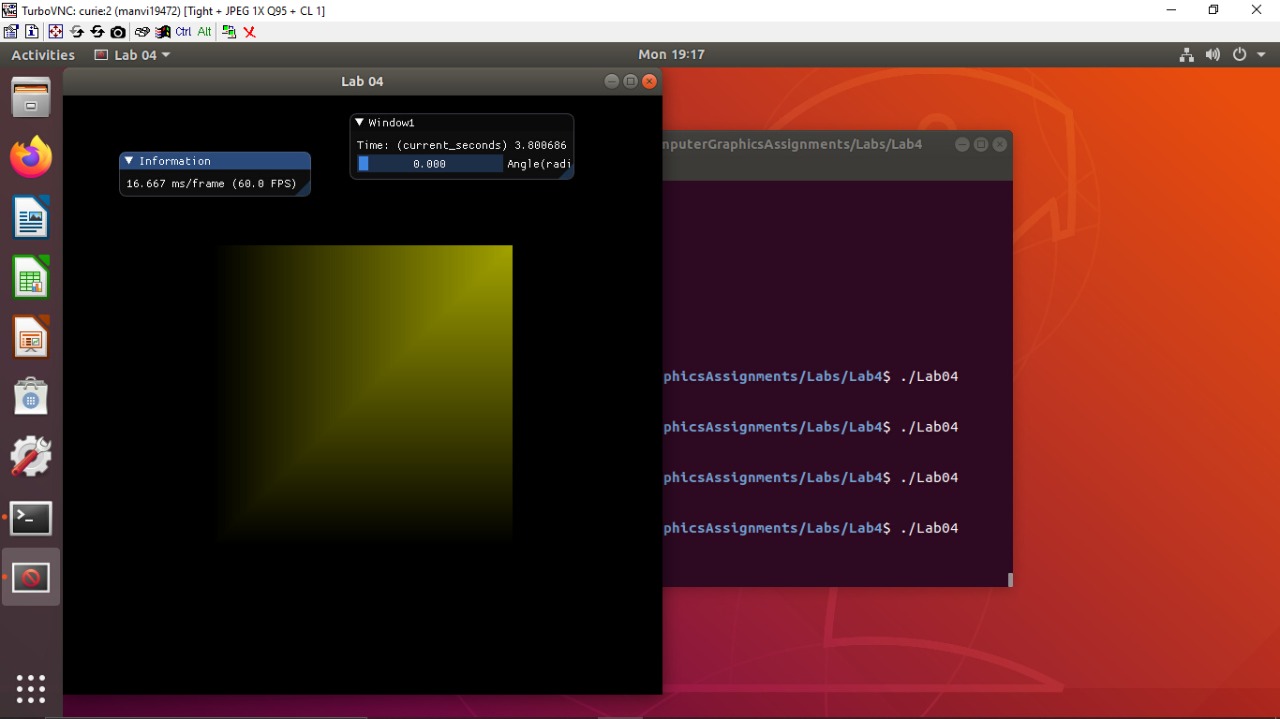 TurboVNC: curie:2 (manvi19472) [Tight + JPEG 1X Q95 + CL 1]
Ctrl Alt
Activities Lab 04 Mon 19:17
Lab 04
Window1
Time: (current_seconds) 3.800686
0.000 Angle(radi
Information
16.667 ms/frame (60.0 FPS)
mputerGraphicsAssignments/Labs/Lab4
phicsAssignments/Labs/Lab4$ ./Lab04
phicsAssignments/Labs/Lab4$ ./Lab04
phicsAssignments/Labs/Lab4$ ./Lab04
phicsAssignments/Labs/Lab4$ ./Lab04